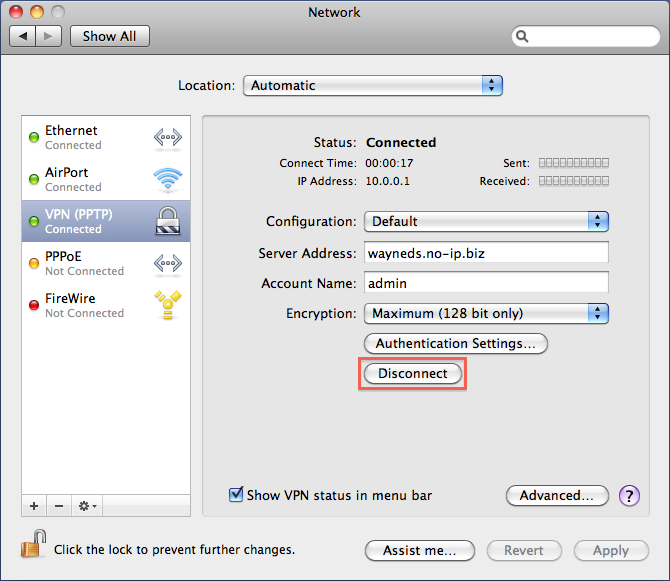 Network
Show All
Location: Automatic
Ethernet
Connected
AirPort
Connected
VPN (PPTP)
Connected
PPPoE
Not Connected
FireWire
Not Connected
Status: Connected
Connect Time: 00:00:17 Sent:
IP Address: 10.0.0.1 Received:
Configuration: Default
Server Address: wayneds.no-ip.biz
Account Name: admin
Encryption: Maximum (128 bit only)
Authentication Settings...
Disconnect
Show VPN status in menu bar Advanced... ?
Click the lock to prevent further changes. Assist me... Revert Apply